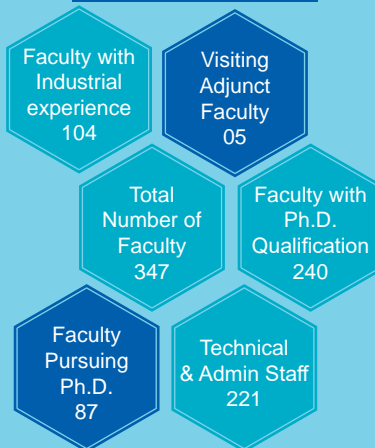 Faculty with
Industrial
experience
104
Visiting
Adjunct
Faculty
05
Total
Number of
Faculty
347
Faculty with
Ph.D.
Qualification
240
Faculty
Pursuing
Ph.D.
87
Technical
& Admin Staff
221